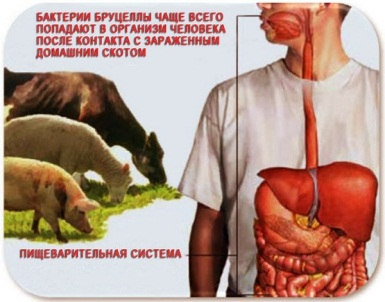 БАКТЕРИИ БРУЦЕЛЛЫ ЧАЩЕ ВСЕГО
ПОПАДАЮТ В ОРГАНИЗМ ЧЕЛОВЕКА
ПОСЛЕ КОНТАКТА С ЗАРАЖЕННЫМ
ДОМАШНИМ СКОТОМ
ПИЩЕВАРИТЕЛЬНАЯ СИСТЕМА